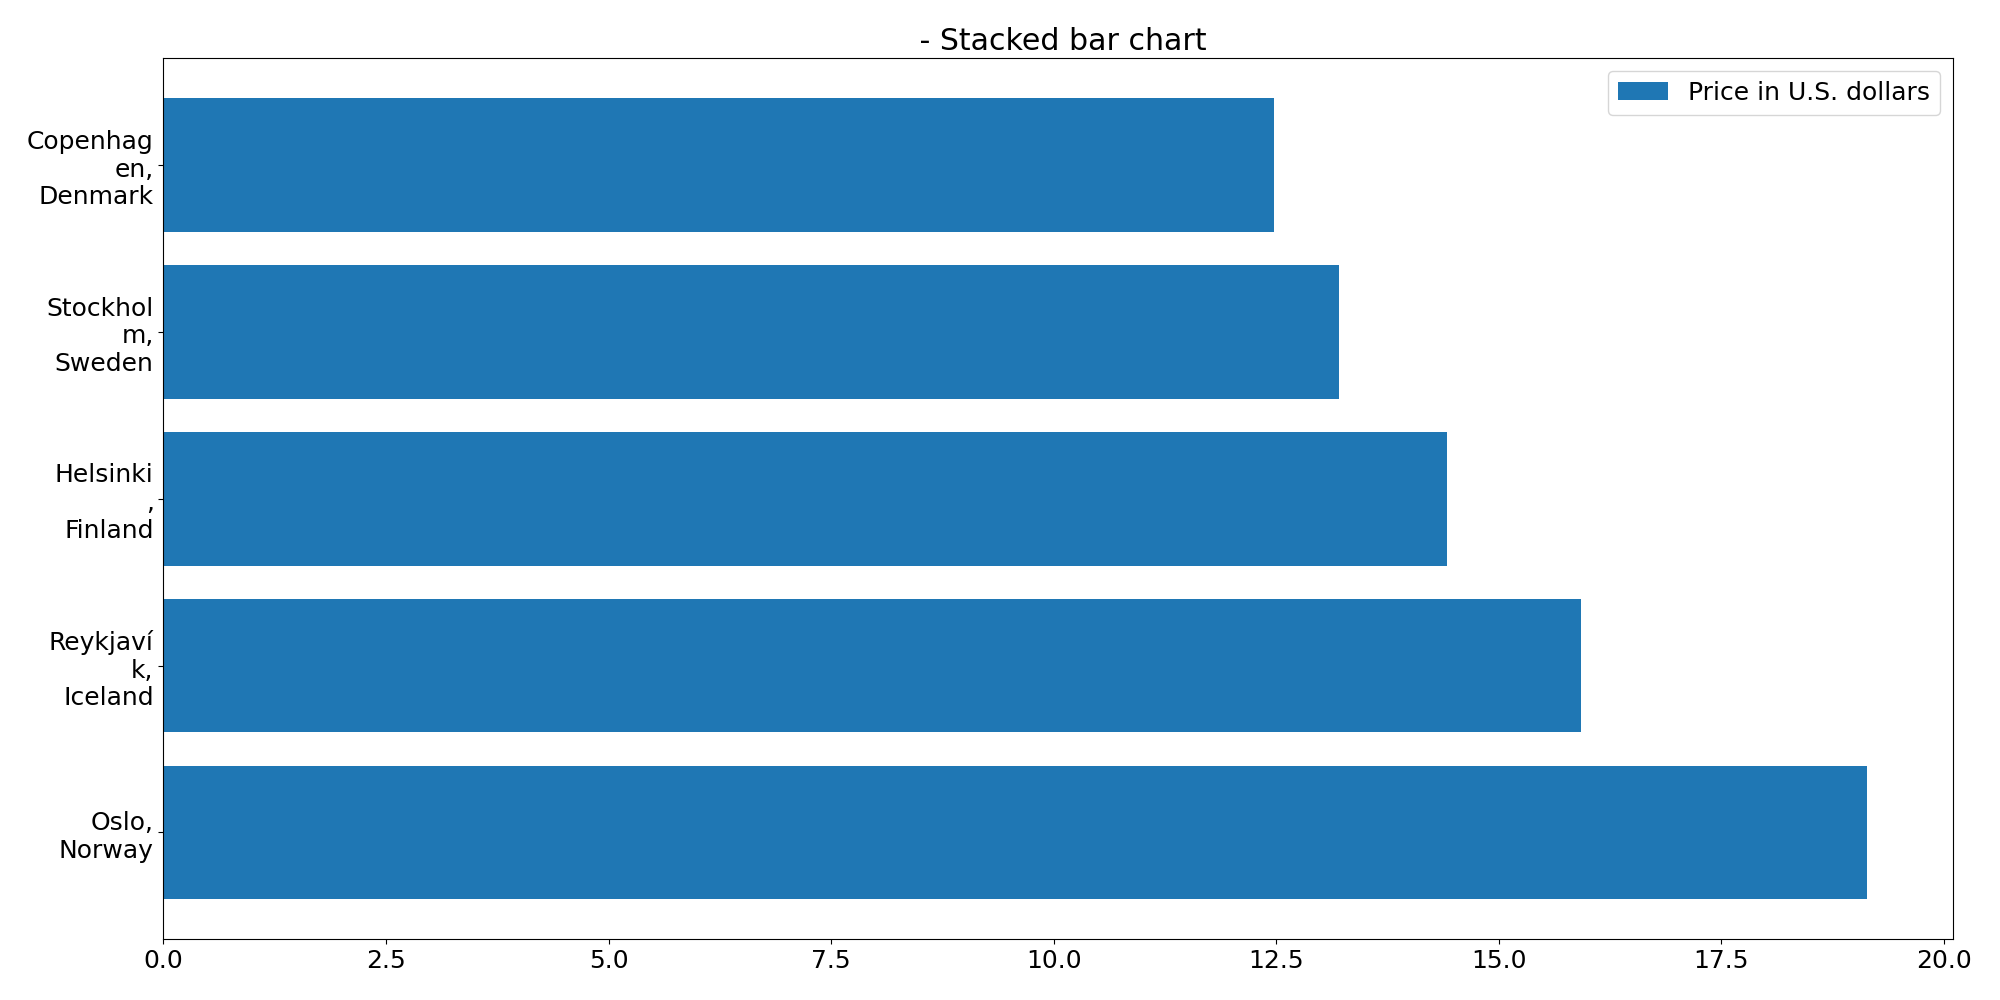 - Stacked bar chart
Price in U.S. dollars
Copenhag
en,
Denmark
Stockhol
m,
Sweden
Helsinki
,
Finland
Reykjaví
k,
Iceland
Oslo,
Norway
0.0 2.5 5.0 7.5 10.0 12.5 15.0 17.5 20.0